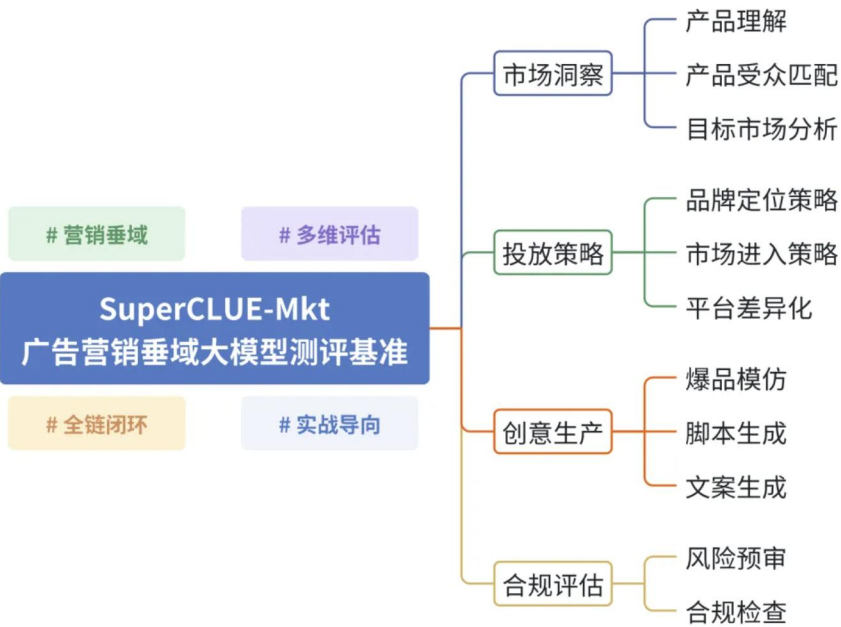 # 营销垂域
# 多维评估
SuperCLUE-Mkt
广告营销垂域大模型测评基准
# 全链闭环
# 实战导向
市场洞察
产品理解
产品受众匹配
目标市场分析
投放策略
品牌定位策略
市场进入策略
平台差异化
创意生产
爆品模仿
脚本生成
文案生成
合规评估
风险预审
合规检查